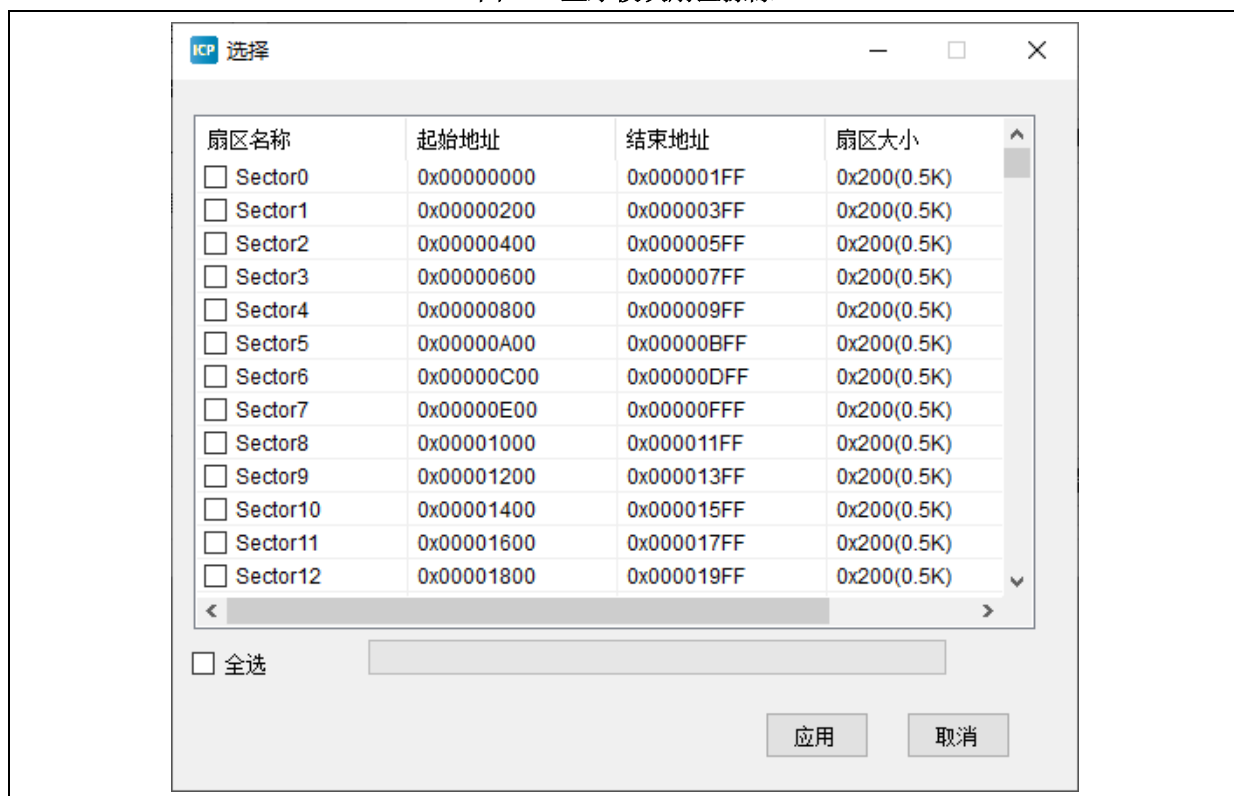 ICP 选择
扇区名称 起始地址 结束地址 扇区大小
Sector0 0x00000000 0x000001FF 0x200(0.5K)
Sector1 0x00000200 0x000003FF 0x200(0.5K)
Sector2 0x00000400 0x000005FF 0x200(0.5K)
Sector3 0x00000600 0x000007FF 0x200(0.5K)
Sector4 0x00000800 0x000009FF 0x200(0.5K)
Sector5 0x00000A00 0x00000BFF 0x200(0.5K)
Sector6 0x00000C00 0x00000DFF 0x200(0.5K)
Sector7 0x00000E00 0x00000FFF 0x200(0.5K)
Sector8 0x00001000 0x000011FF 0x200(0.5K)
Sector9 0x00001200 0x000013FF 0x200(0.5K)
Sector10 0x00001400 0x000015FF 0x200(0.5K)
Sector11 0x00001600 0x000017FF 0x200(0.5K)
Sector12 0x00001800 0x000019FF 0x200(0.5K)
全选
应用 取消